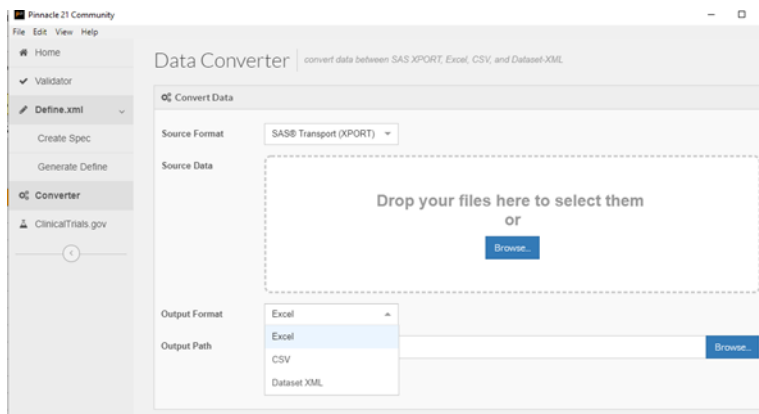 Pinnacle 21 Community
File Edit View Help
Home
Validator
Define.xml
Create Spec
Generate Define
Converter
ClinicalTrials.gov
Data Converter
convert data between SAS XPORT, Excel, CSV, and Dataset-XML
Convert Data
Source Format
SAS® Transport (XPORT)
Source Data
Drop your files here to select them
or
Browse...
Output Format
Excel
Excel
CSV
Dataset XML
Output Path
Browse...